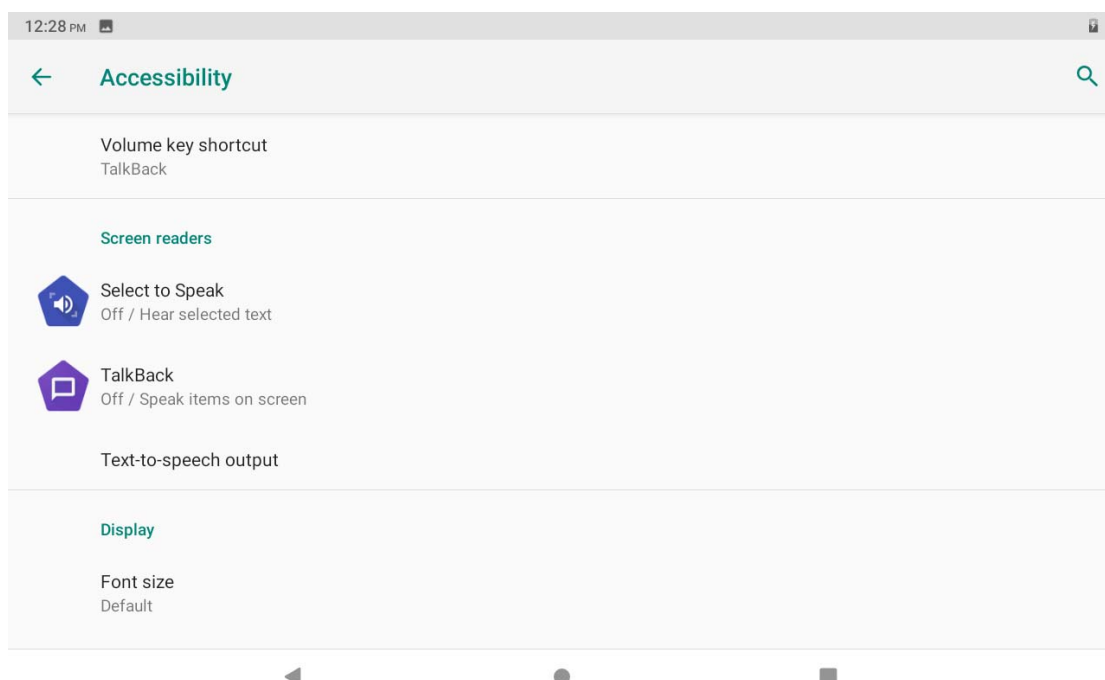 12:28 PM
Accessibility
Volume key shortcut
TalkBack
Screen readers
Select to Speak
Off / Hear selected text
TalkBack
Off / Speak items on screen
Text-to-speech output
Display
Font size
Default